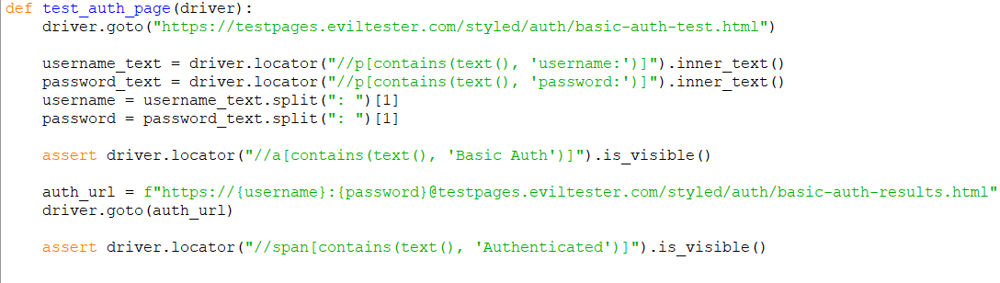 def test_auth_page(driver):
    driver.goto("https://testpages.eviltester.com/styled/auth/basic-auth-test.html")
    username_text = driver.locator("//p[contains(text(), 'username:')]").inner_text()
    password_text = driver.locator("//p[contains(text(), 'password:')]").inner_text()
    username = username_text.split(": ")[1]
    password = password_text.split(": ")[1]
    assert driver.locator("//a[contains(text(), 'Basic Auth')]").is_visible()
    auth_url = f"https://{username}:{password}@testpages.eviltester.com/styled/auth/basic-auth-results.html"
    driver.goto(auth_url)
    assert driver.locator("//span[contains(text(), 'Authenticated')]").is_visible()